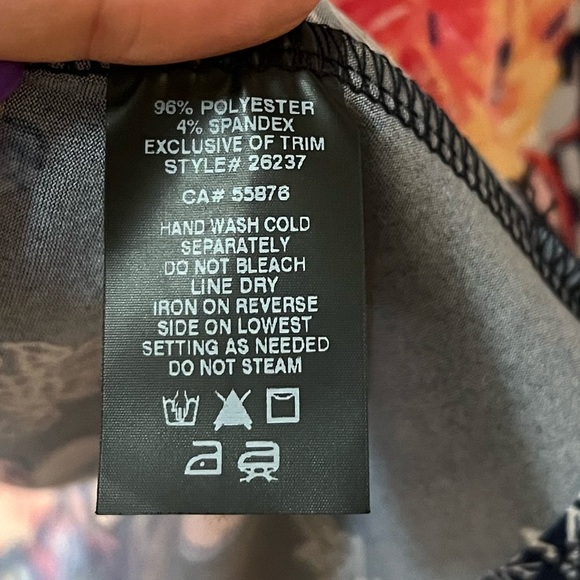 96% POLYESTER
4% SPANDEX
EXCLUSIVE OF TRIM
STYLE# 26237
CA# 55876
HAND WASH COLD
SEPARATELY
DO NOT BLEACH
LINE DRY
IRON ON REVERSE
SIDE ON LOWEST
SETTING AS NEEDED
DO NOT STEAM